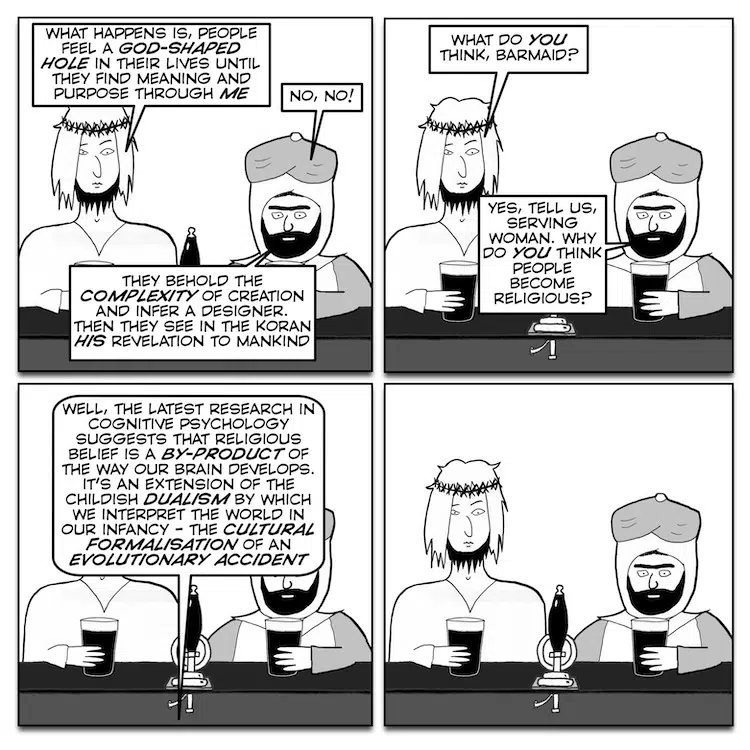 WHAT HAPPENS IS, PEOPLE
FEEL A GOD-SHAPED
HOLE IN THEIR LIVES UNTIL
THEY FIND MEANING AND
PURPOSE THROUGH ME
NO, NO!
THEY BEHOLD THE
COMPLEXITY OF CREATION
AND INFER A DESIGNER.
THEN THEY SEE IN THE KORAN
HIS REVELATION TO MANKIND
WHAT DO YOU
THINK, BARMAID?
YES, TELL US,
SERVING
WOMAN. WHY
DO YOU THINK
PEOPLE
BECOME
RELIGIOUS?
WELL, THE LATEST RESEARCH IN
COGNITIVE PSYCHOLOGY
SUGGESTS THAT RELIGIOUS
BELIEF IS A BY-PRODUCT OF
THE WAY OUR BRAIN DEVELOPS.
IT'S AN EXTENSION OF THE
CHILDISH DUALISM BY WHICH
WE INTERPRET THE WORLD IN
OUR INFANCY - THE CULTURAL
FORMALISATION OF AN
EVOLUTIONARY ACCIDENT